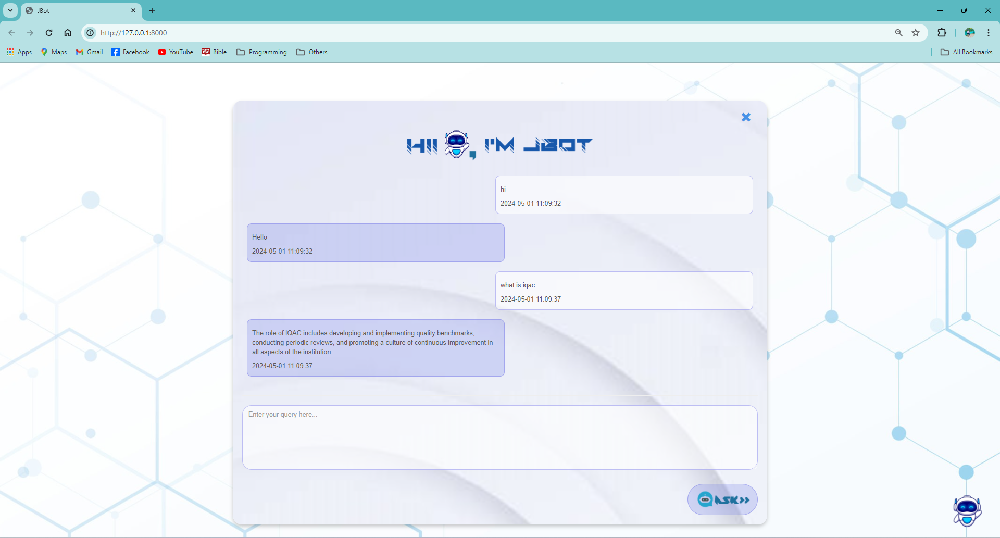 JBot
http://127.0.0.1:8000
Apps Maps Gmail Facebook YouTube WP Bible Programming Others All Bookmarks
HII , I'M JBOT
hi
2024-05-01 11:09:32
Hello
2024-05-01 11:09:32
what is iqac
2024-05-01 11:09:37
The role of IQAC includes developing and implementing quality benchmarks,
conducting periodic reviews, and promoting a culture of continuous improvement in
all aspects of the institution.
2024-05-01 11:09:37
Enter your query here...
ASK>>